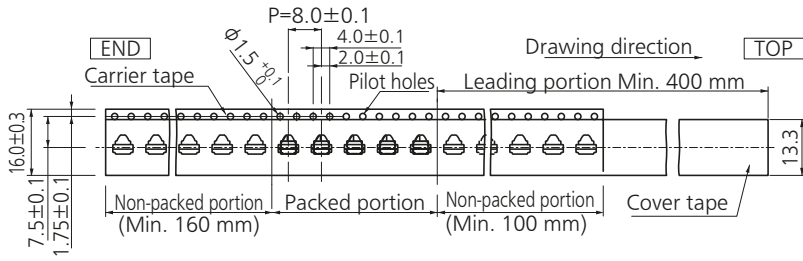 P=8.0±0.1
4.0±0.1
2.0±0.1
φ1.5 +0.1 0
END
Drawing direction
TOP
Carrier tape
Pilot holes
Leading portion Min. 400 mm
16.0±0.3
7.5±0.1
1.75±0.1
13.3
Non-packed portion
(Min. 160 mm)
Packed portion
Non-packed portion
(Min. 100 mm)
Cover tape